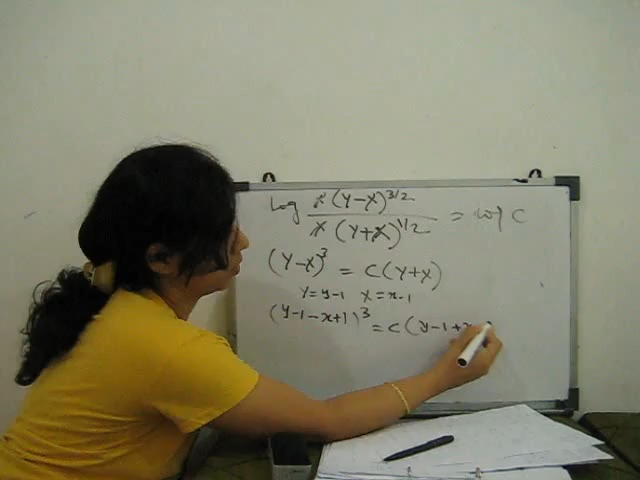 log x(Y-X)^3/2 / X(Y+X)^1/2 = log C
(Y-X)^3 = C(Y+X)
Y=y-1 X=x-1
(y-1-x+1)^3 = C(y-1+x